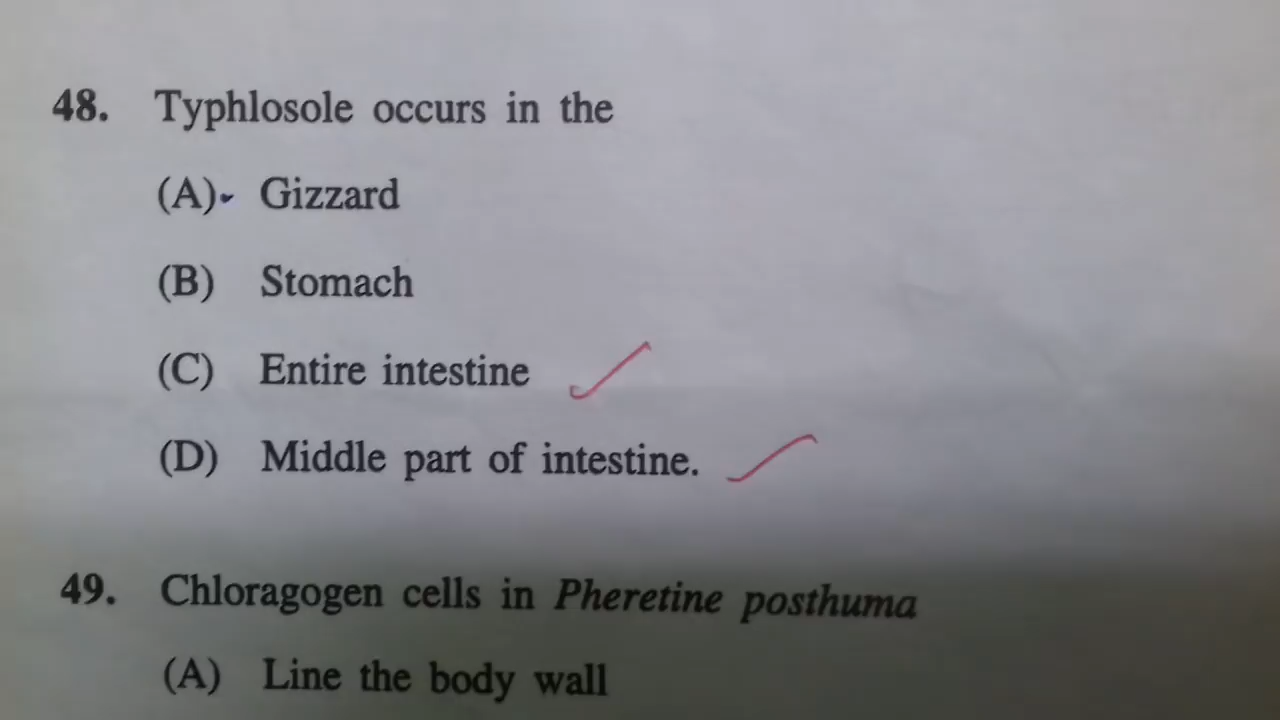 48. Typhlosole occurs in the
(A) Gizzard
(B) Stomach
(C) Entire intestine
(D) Middle part of intestine.
49. Chloragogen cells in Pheretine posthuma
(A) Line the body wall